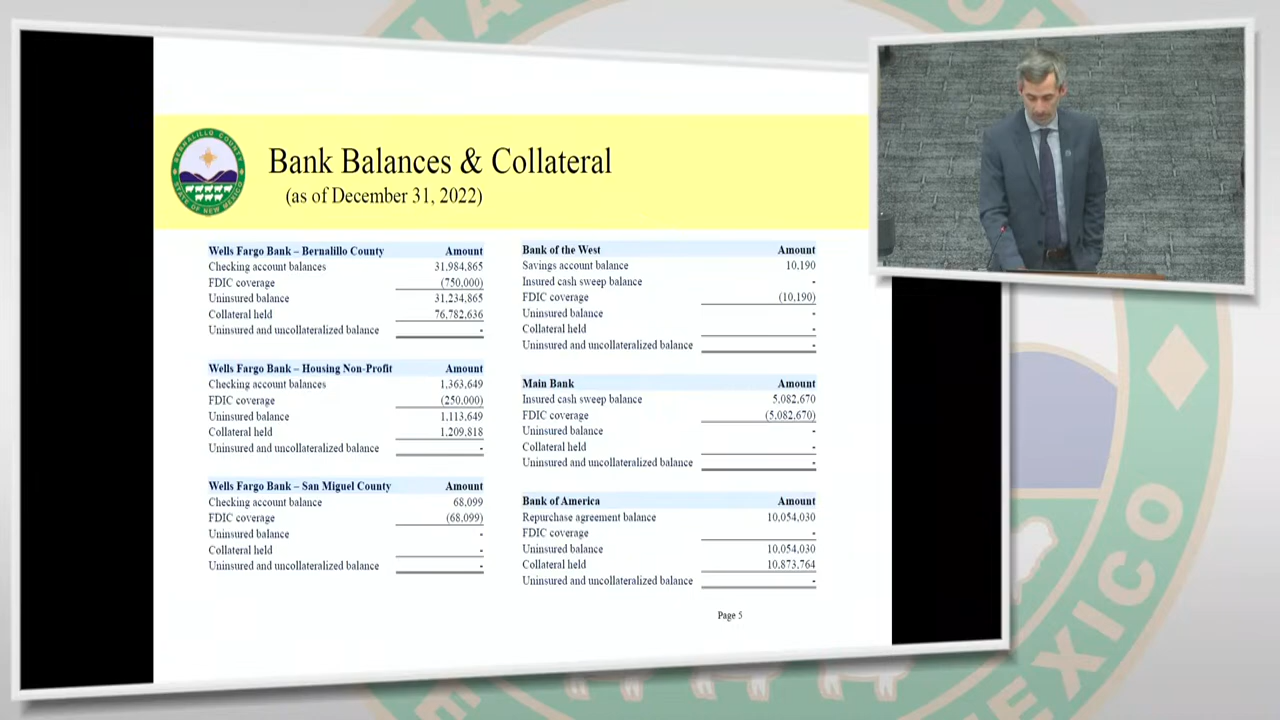 Bank Balances & Collateral
(as of December 31, 2022)
BERNALILLO COUNTY
STATE OF NEW MEXICO
Wells Fargo Bank – Bernalillo County Amount
Checking account balances 31,984,865
FDIC coverage (750,000)
Uninsured balance 31,234,865
Collateral held 76,782,636
Uninsured and uncollateralized balance -
Wells Fargo Bank – Housing Non-Profit Amount
Checking account balances 1,363,649
FDIC coverage (250,000)
Uninsured balance 1,113,649
Collateral held 1,209,818
Uninsured and uncollateralized balance -
Wells Fargo Bank – San Miguel County Amount
Checking account balance 68,099
FDIC coverage (68,099)
Uninsured balance -
Collateral held -
Uninsured and uncollateralized balance -
Bank of the West Amount
Savings account balance 10,190
Insured cash sweep balance -
FDIC coverage (10,190)
Uninsured balance -
Collateral held -
Uninsured and uncollateralized balance -
Main Bank Amount
Insured cash sweep balance 5,082,670
FDIC coverage (5,082,670)
Uninsured balance -
Collateral held -
Uninsured and uncollateralized balance -
Bank of America Amount
Repurchase agreement balance 10,054,030
FDIC coverage -
Uninsured balance 10,054,030
Collateral held 10,873,764
Uninsured and uncollateralized balance -
Page 5
MEXICO